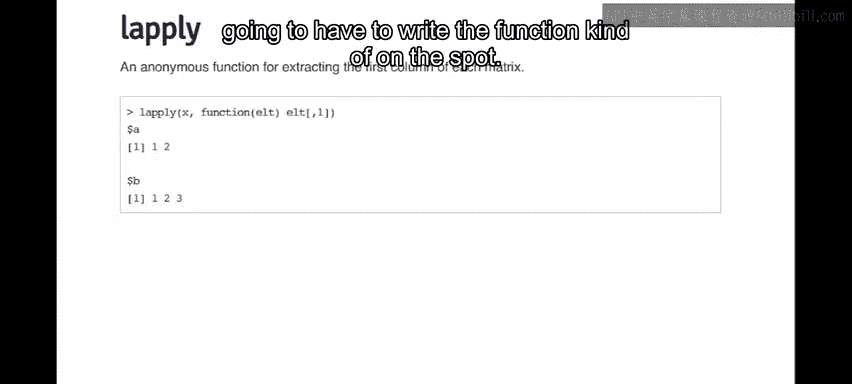 lapply
going to have to write the function kind
of on the spot.
An anonymous function for extracting the first column of each matrix.
> lapply(x, function(elt) elt[,1])
$a
[1] 1 2
$b
[1] 1 2 3